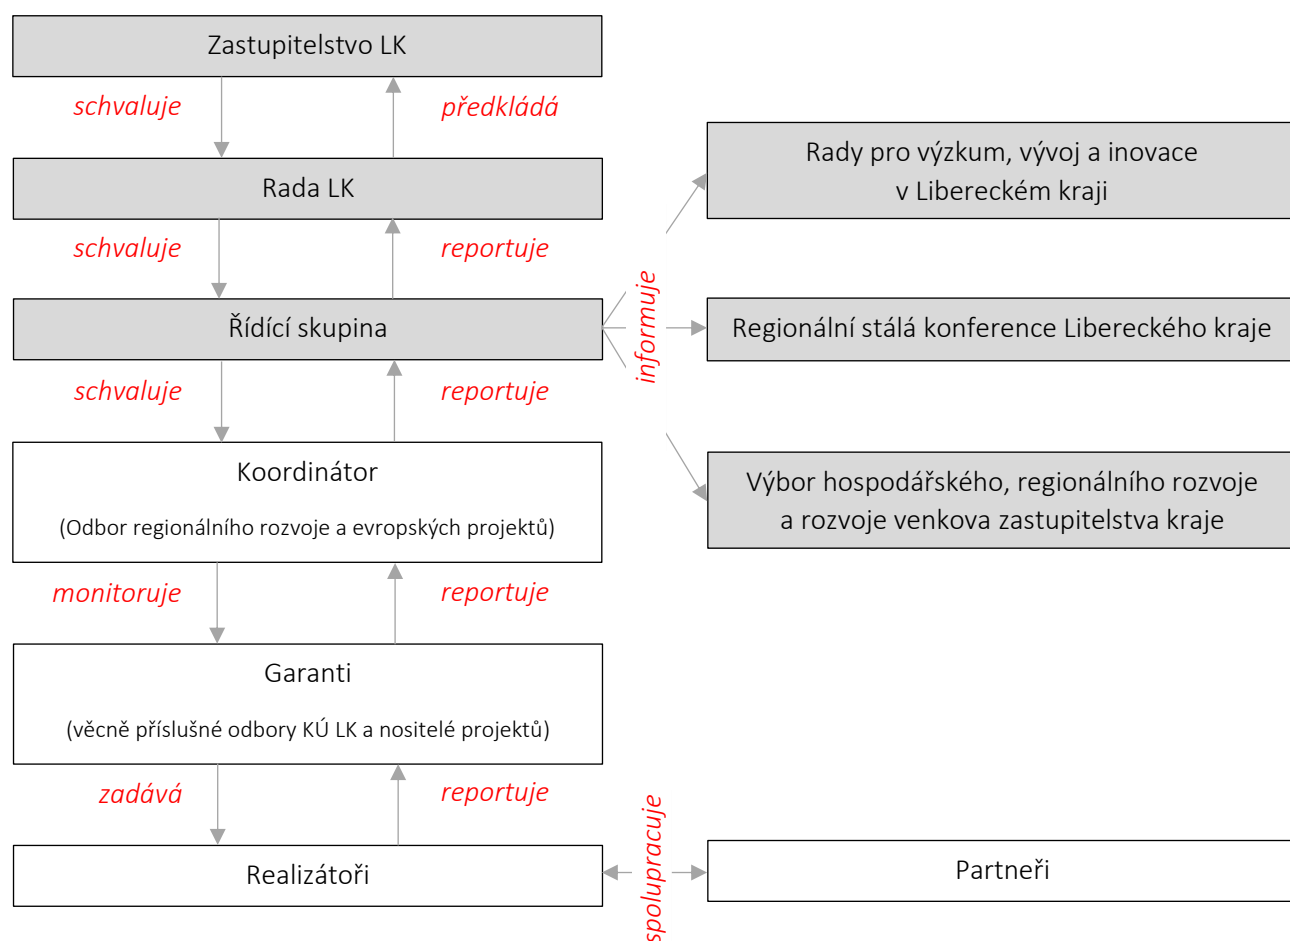 Zastupitelstvo LK
schvaluje
předkládá
Rady pro výzkum, vývoj a inovace
v Libereckém kraji
Rada LK
schvaluje
reportuje
informuje
Řídící skupina
Regionální stálá konference Libereckého kraje
schvaluje
reportuje
Koordinátor
(Odbor regionálního rozvoje a evropských projektů)
Výbor hospodářského, regionálního rozvoje
a rozvoje venkova zastupitelstva kraje
monitoruje
reportuje
Garanti
(věcně příslušné odbory KÚ LK a nositelé projektů)
zadává
reportuje
spolupracuje
Realizátoři
Partneři